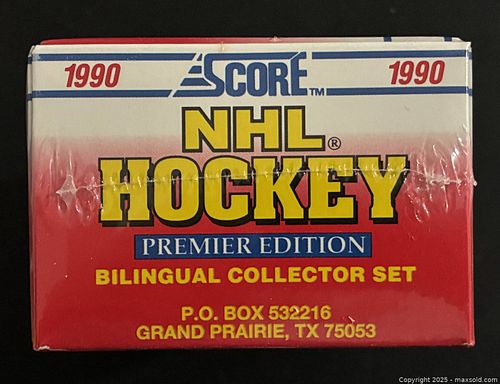 1990 SCORE™ 1990
NHL®
HOCKEY
PREMIER EDITION
BILINGUAL COLLECTOR SET
P.O. BOX 532216
GRAND PRAIRIE, TX 75053
Copyright 2025 - maxsold.com